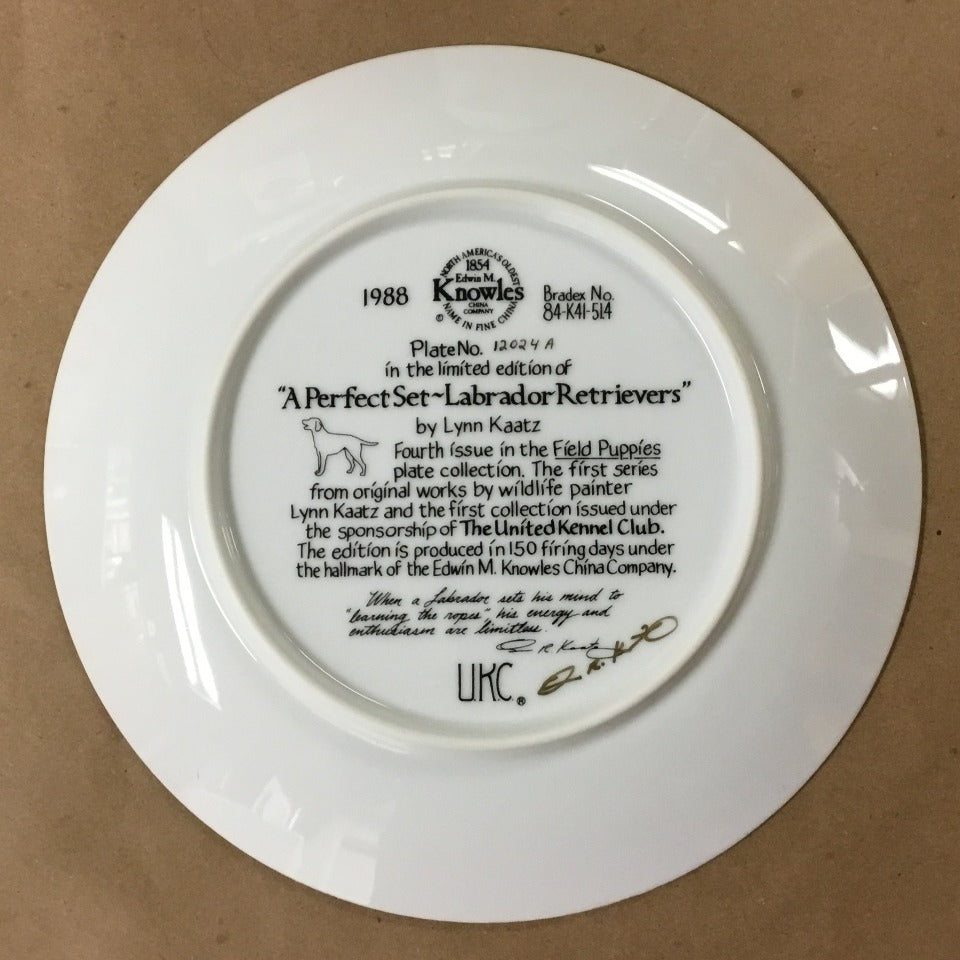 NORTH AMERICA'S OLDEST
1854
Edwin M.
Knowles
CHINA
COMPANY
© NAME IN FINE CHINA
1988
Bradex No.
84-K41-514
Plate No. 12024 A
in the limited edition of
"A Perfect Set~Labrador Retrievers"
by Lynn Kaatz
Fourth issue in the Field Puppies
plate collection. The first series
from original works by wildlife painter
Lynn Kaatz and the first collection issued under
the sponsorship of The United Kennel Club.
The edition is produced in 150 firing days under
the hallmark of the Edwin M. Knowles China Company.
When a Labrador sets his mind to
"learning the ropes" his energy and
enthusiasm are limitless.
R. Kaatz
U.K.C.®
R. Kaatz